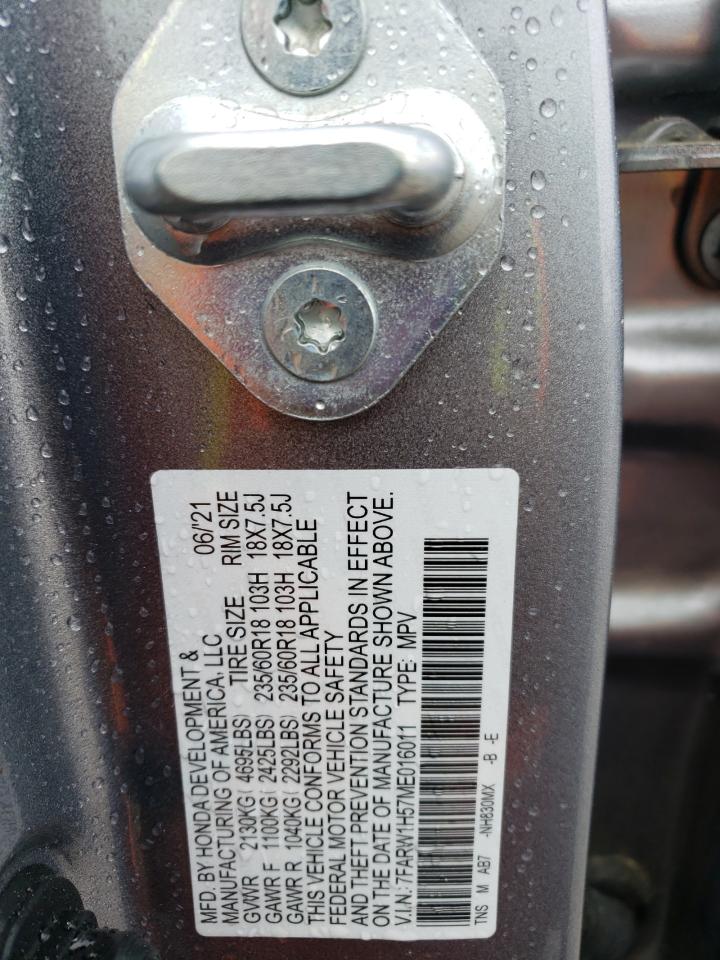 MFD. BY HONDA DEVELOPMENT & 06/'21
MANUFACTURING OF AMERICA, LLC
GVWR 2130KG( 4695LBS) TIRE SIZE RIM SIZE
GAWR F 1100KG( 2425LBS) 235/60R18 103H 18X7.5J
GAWR R 1040KG( 2292LBS) 235/60R18 103H 18X7.5J
THIS VEHICLE CONFORMS TO ALL APPLICABLE
FEDERAL MOTOR VEHICLE SAFETY
AND THEFT PREVENTION STANDARDS IN EFFECT
ON THE DATE OF MANUFACTURE SHOWN ABOVE.
V.I.N.: 7FARW1H57ME016011 TYPE: MPV
TNS M AB7 -NH830MX -B -E